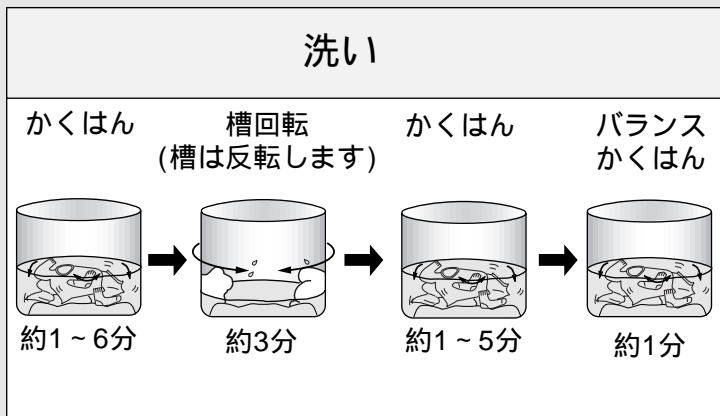 洗い
かくはん
槽回転
(槽は反転します)
かくはん
バランス
かくはん
約1~6分
約3分
約1~5分
約1分